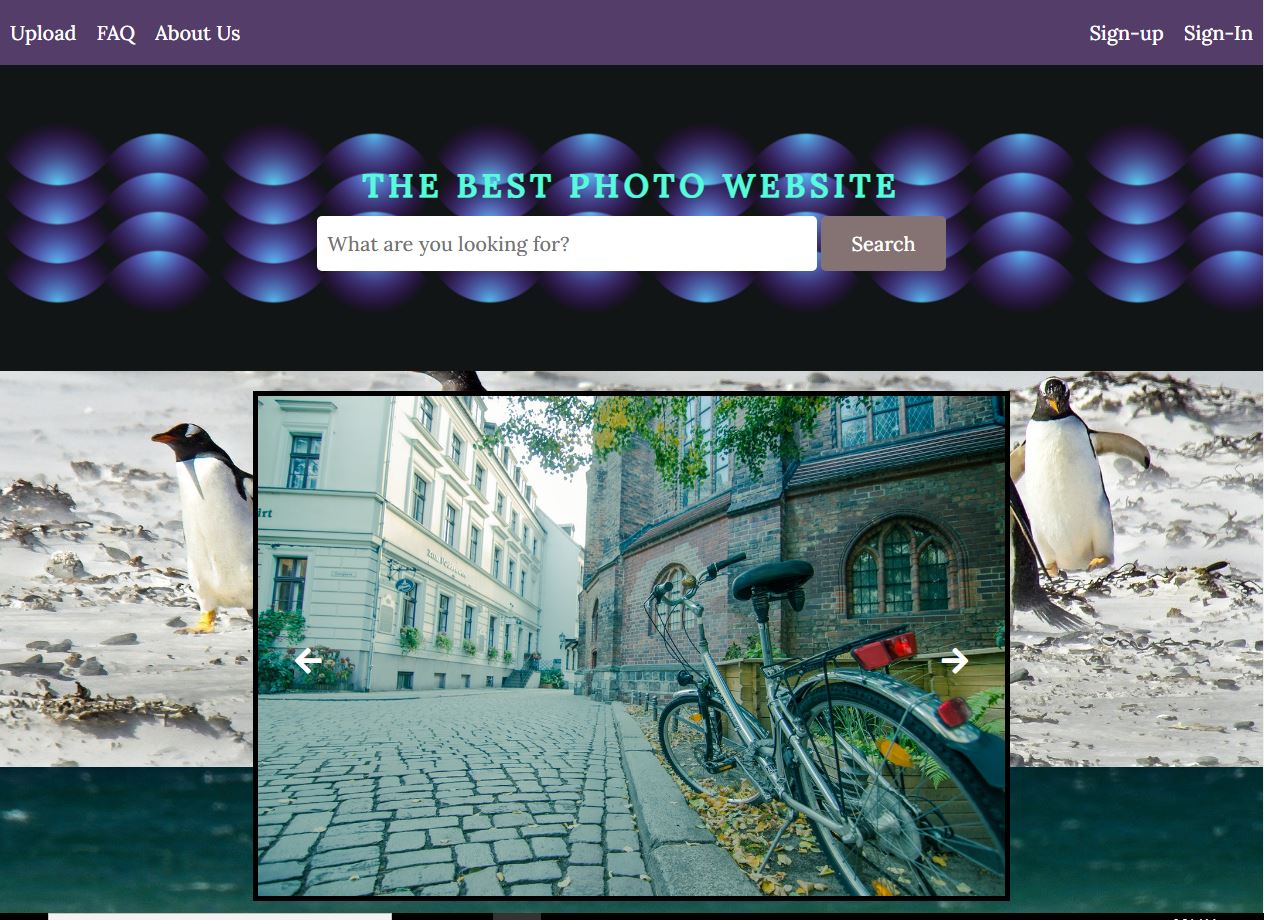 Upload FAQ About Us Sign-up Sign-In
THE BEST PHOTO WEBSITE
What are you looking for? Search